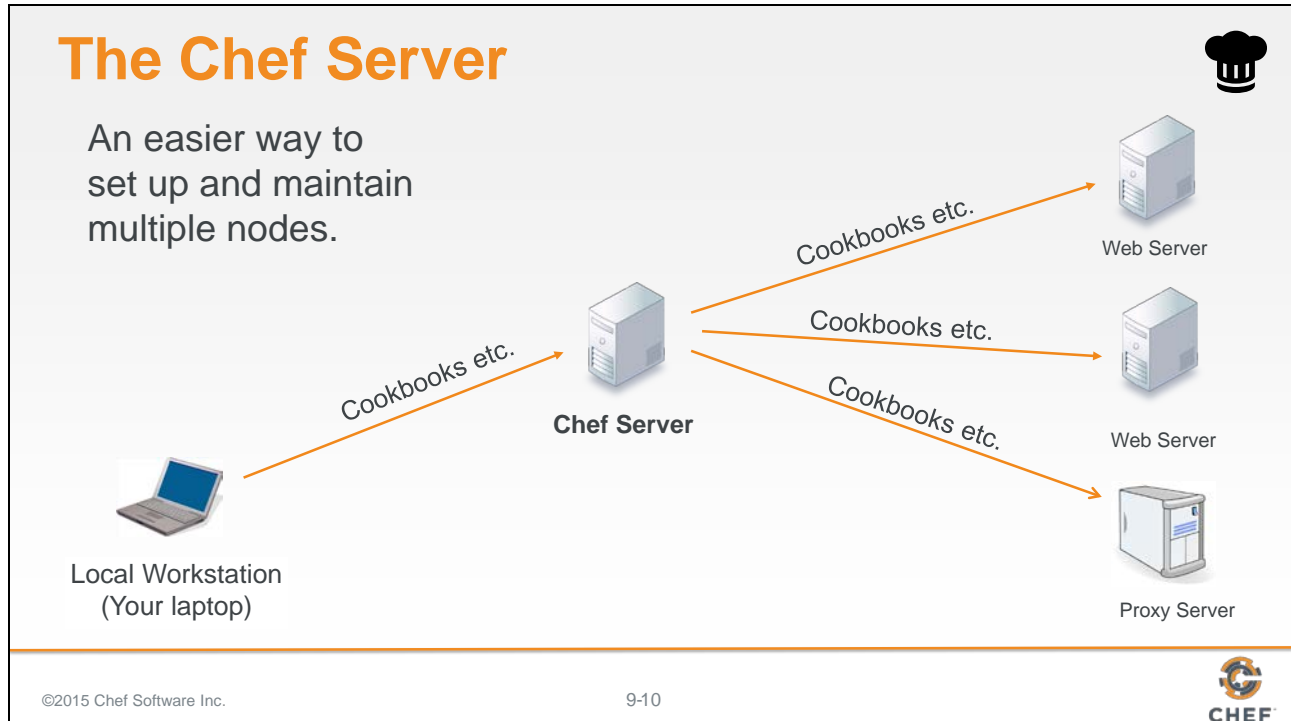 The Chef Server
An easier way to
set up and maintain
multiple nodes.
Cookbooks etc.
Web Server
Cookbooks etc.
Cookbooks etc.
Chef Server
Cookbooks etc.
Web Server
Local Workstation
(Your laptop)
Proxy Server
©2015 Chef Software Inc.
9-10
CHEF